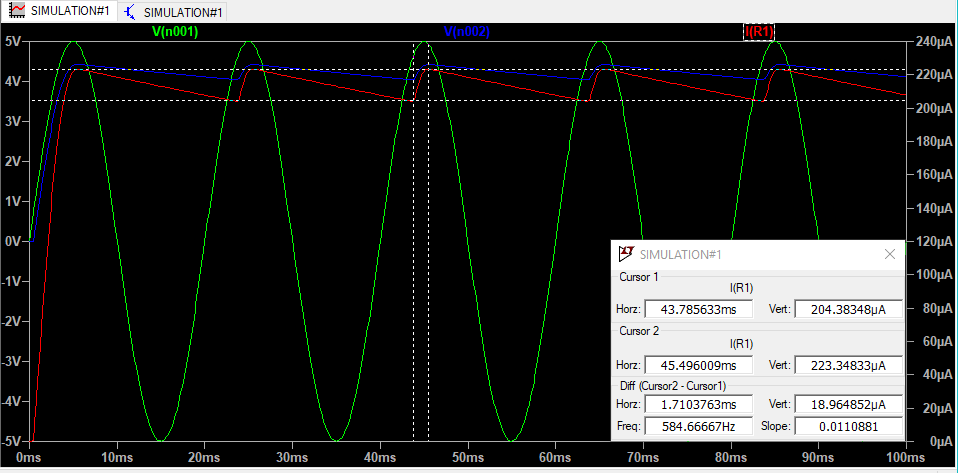 SIMULATION#1 SIMULATION#1
V(n001) V(n002) I(R1)
5V 240µA
4V 220µA
3V 200µA
2V 180µA
160µA
1V 140µA
0V 120µA
-1V 100µA
-2V 80µA
-3V 60µA
40µA
-4V 20µA
-5V 0µA
0ms 10ms 20ms 30ms 40ms 50ms 60ms 70ms 80ms 90ms 100ms
SIMULATION#1
Cursor 1
I(R1)
Horz: 43.785633ms Vert: 204.38348µA
Cursor 2
I(R1)
Horz: 45.496009ms Vert: 223.34833µA
Diff (Cursor2 - Cursor1)
Horz: 1.7103763ms Vert: 18.964852µA
Freq: 584.66667Hz Slope: 0.0110881